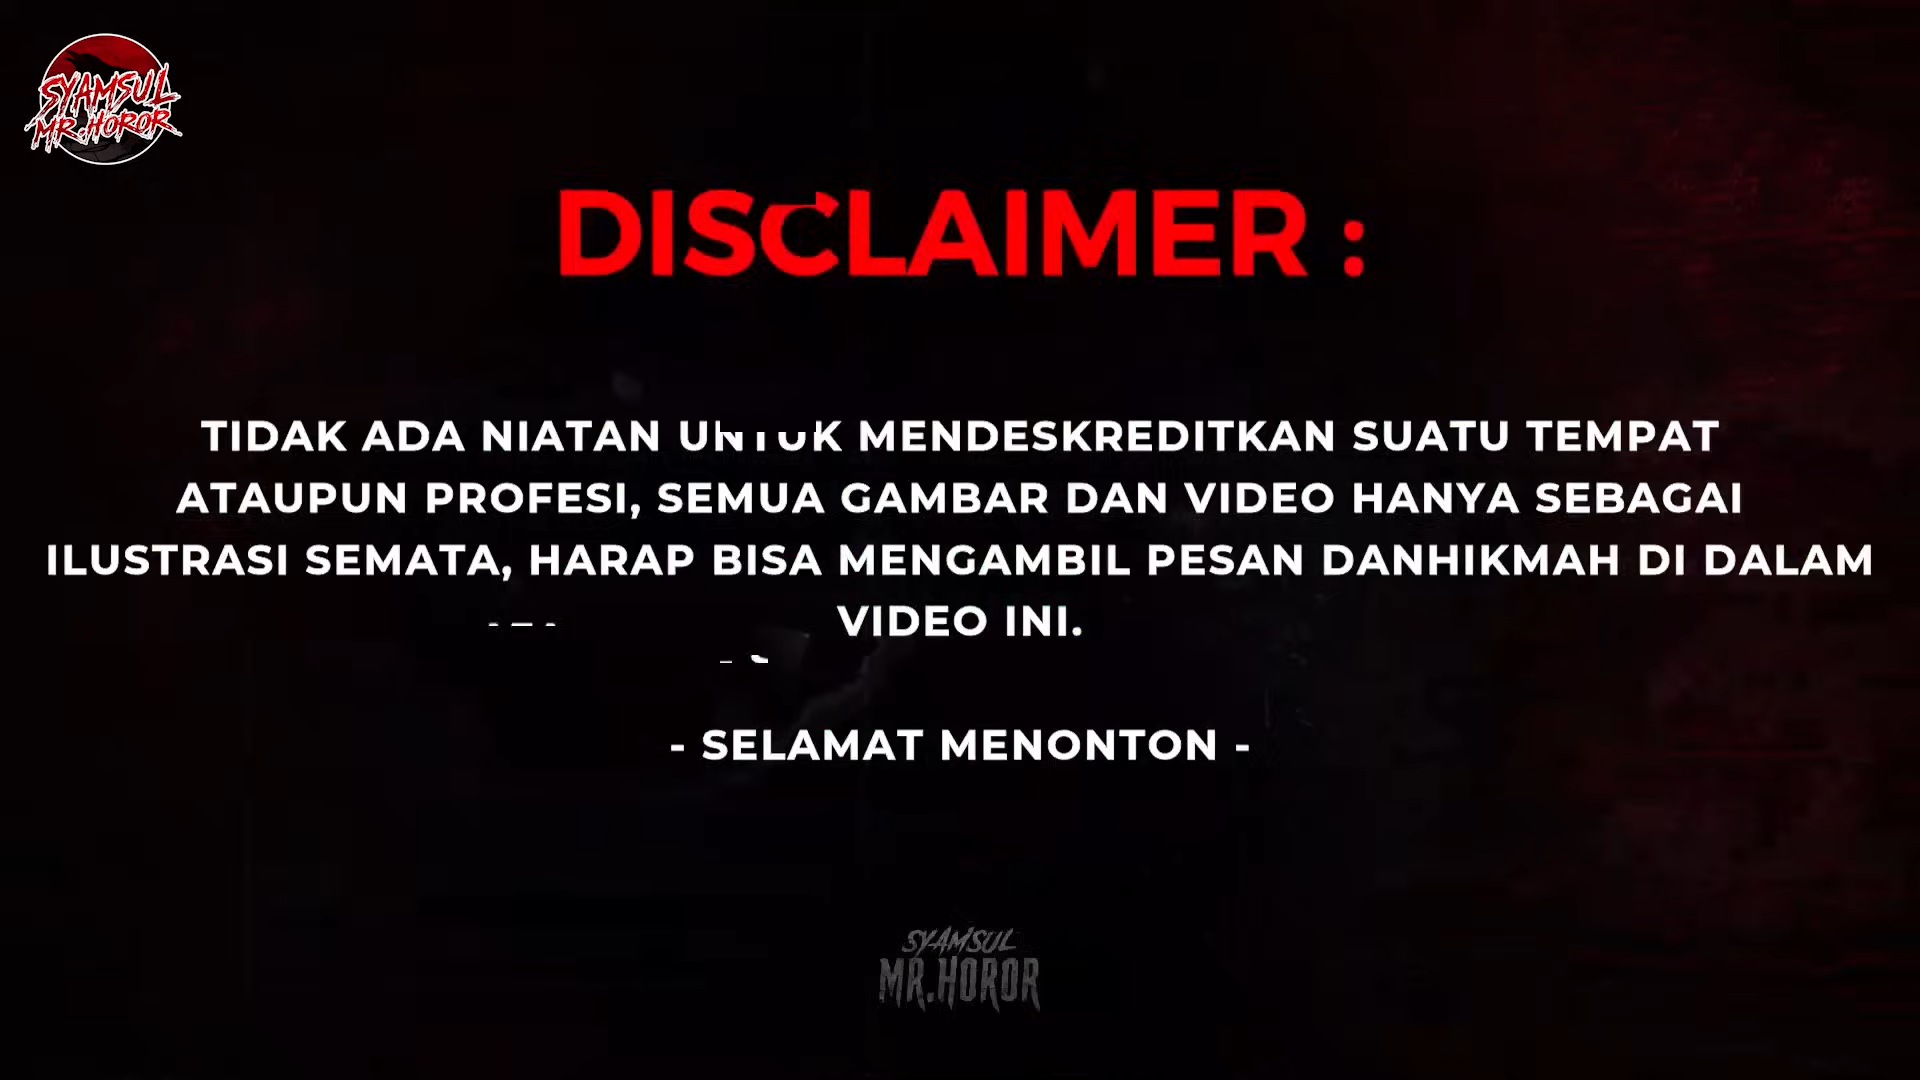 SYAMSUL
MR.HOROR
DISCLAIMER :
TIDAK ADA NIATAN UNTUK MENDESKREDITKAN SUATU TEMPAT
ATAUPUN PROFESI, SEMUA GAMBAR DAN VIDEO HANYA SEBAGAI
ILUSTRASI SEMATA, HARAP BISA MENGAMBIL PESAN DANHIKMAH DI DALAM
VIDEO INI.
- SELAMAT MENONTON -
SYAMSUL
MR.HOROR